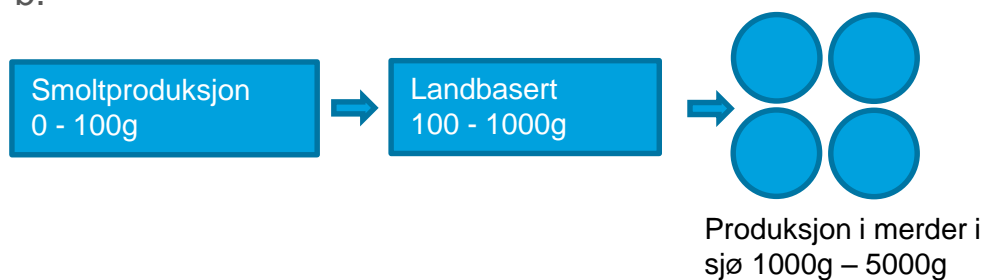 b.
Smoltproduksjon
0 - 100g
Landbasert
100 - 1000g
Produksjon i merder i
sjø 1000g – 5000g